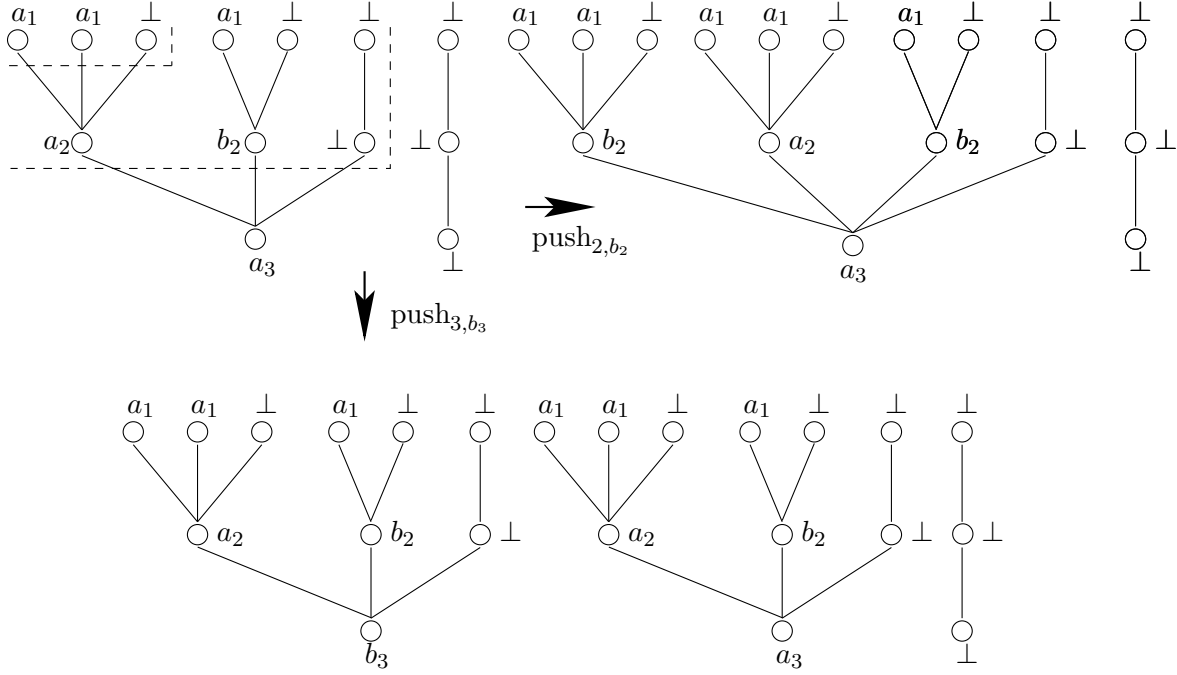 a₁ a₁ ⊥ a₁ ⊥ ⊥ ⊥ a₁ a₁ ⊥ a₁ a₁ ⊥ a₁ ⊥ ⊥ ⊥
a₂ b₂ ⊥ ⊥ b₂ a₂ b₂ ⊥ ⊥
a₃ ⊥ a₃ ⊥
push₂,b₂
push₃,b₃
a₁ a₁ ⊥ a₁ ⊥ ⊥ a₁ a₁ ⊥ a₁ ⊥ ⊥ ⊥
a₂ b₂ ⊥ a₂ b₂ ⊥ ⊥
b₃ a₃ ⊥